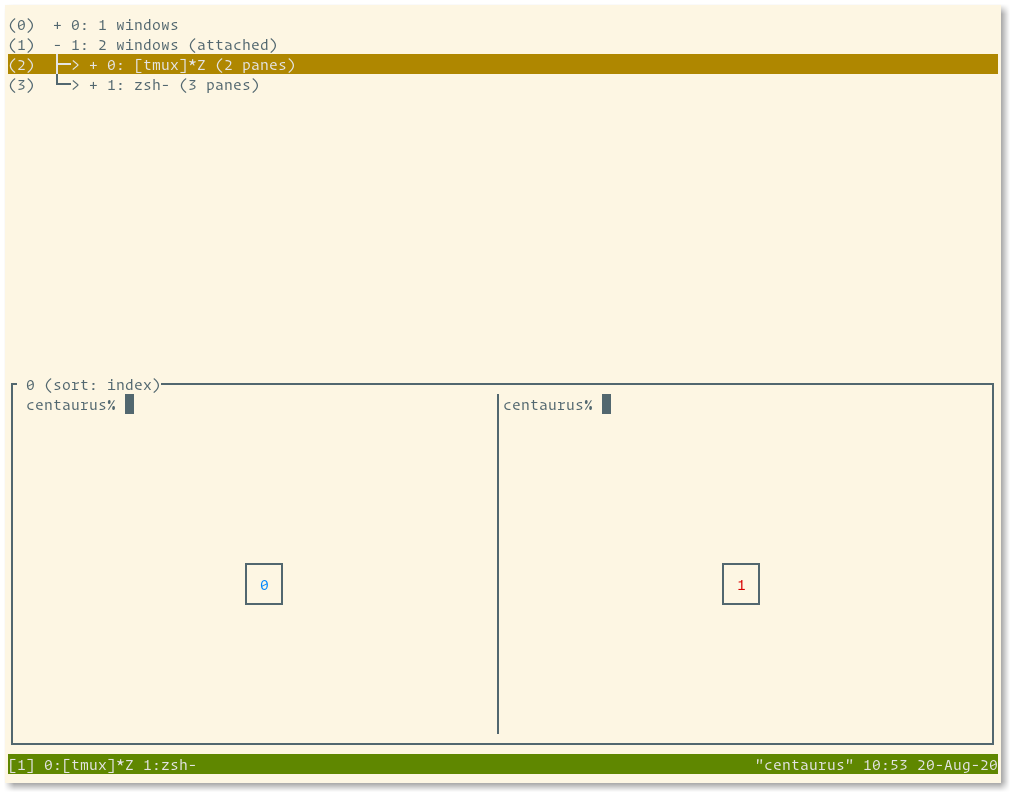 (0)  + 0: 1 windows
(1)  - 1: 2 windows (attached)
(2)  ├─> + 0: [tmux]*Z (2 panes)
(3)  └─> + 1: zsh- (3 panes)
0 (sort: index)
centaurus% centaurus%
0 1
[1] 0:[tmux]*Z 1:zsh- "centaurus" 10:53 20-Aug-20